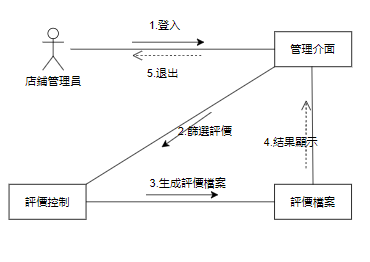 1.登入
管理介面
5.退出
店鋪管理員
2.篩選評價
4.結果顯示
3.生成評價檔案
評價控制
評價檔案